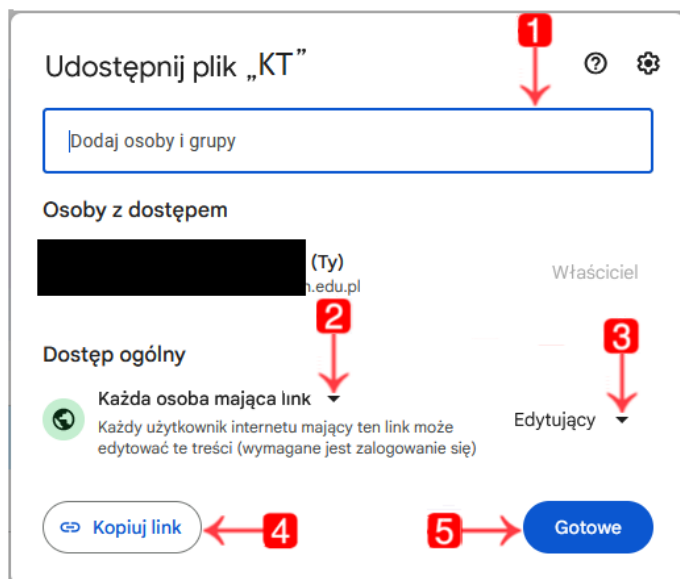 1
Udostępnij plik „KT”
Dodaj osoby i grupy
Osoby z dostępem
(Ty)
.edu.pl
Właściciel
2
3
Dostęp ogólny
Każda osoba mająca link
Każdy użytkownik internetu mający ten link może
edytować te treści (wymagane jest zalogowanie się)
Edytujący
Kopiuj link
4
5
Gotowe